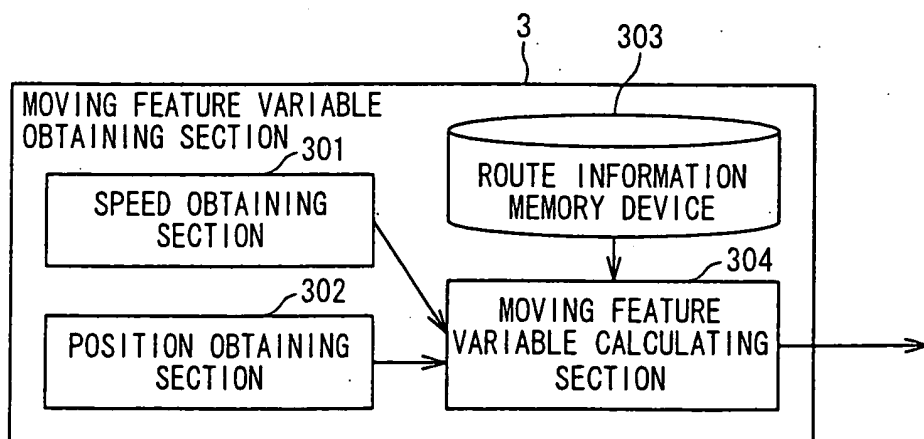 3
303
MOVING FEATURE VARIABLE
OBTAINING SECTION
301
SPEED OBTAINING
SECTION
ROUTE INFORMATION
MEMORY DEVICE
302
POSITION OBTAINING
SECTION
304
MOVING FEATURE
VARIABLE CALCULATING
SECTION